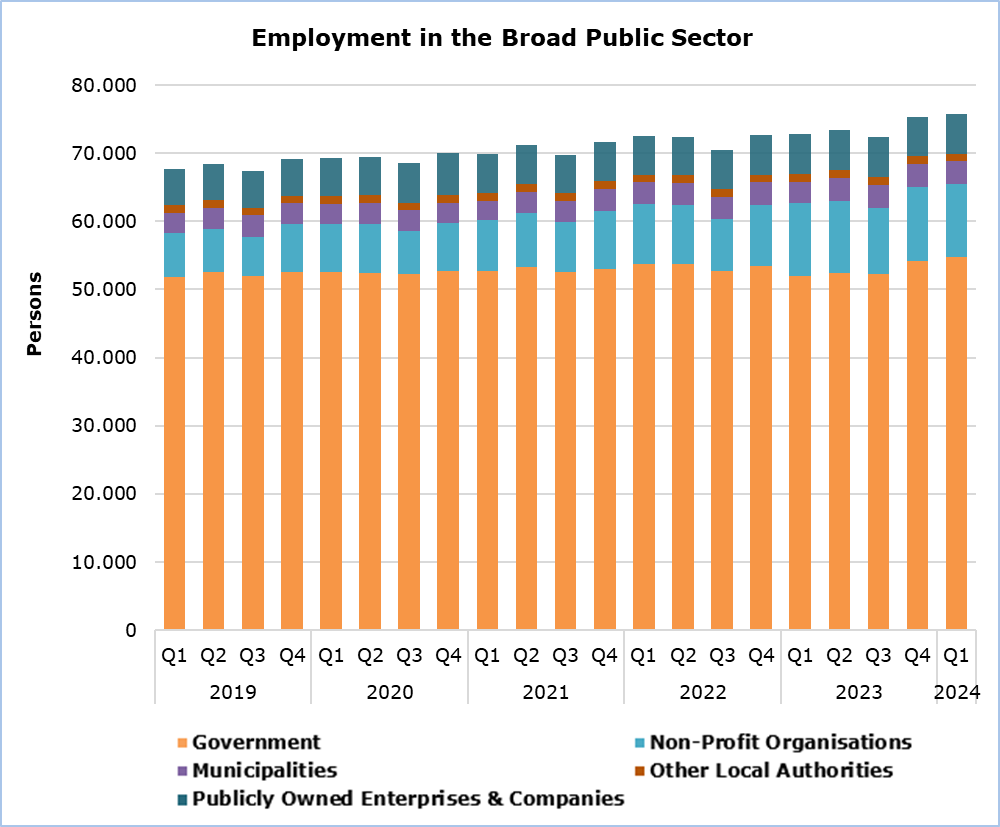 Employment in the Broad Public Sector
80.000
70.000
60.000
50.000
40.000
30.000
20.000
10.000
0
Persons
Q1 Q2 Q3 Q4 Q1 Q2 Q3 Q4 Q1 Q2 Q3 Q4 Q1 Q2 Q3 Q4 Q1 Q2 Q3 Q4 Q1
2019 2020 2021 2022 2023 2024
Government Non-Profit Organisations
Municipalities Other Local Authorities
Publicly Owned Enterprises & Companies